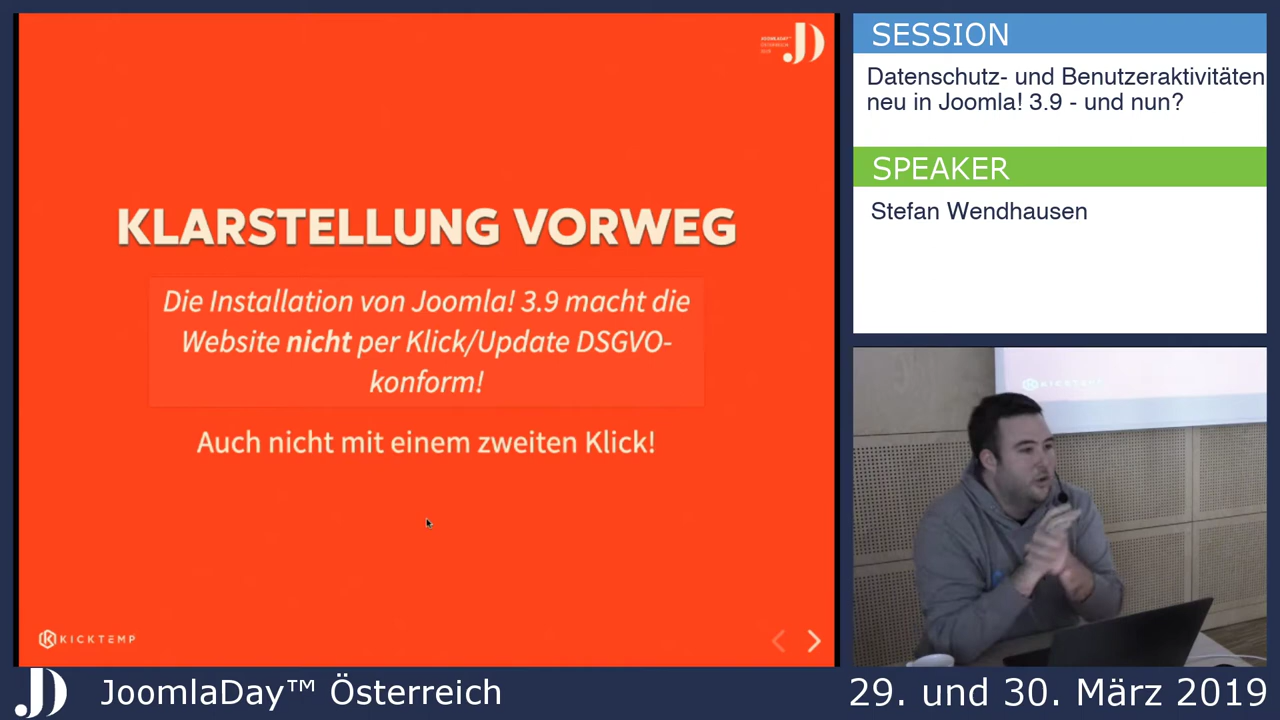 KLARSTELLUNG VORWEG
Die Installation von Joomla! 3.9 macht die
Website nicht per Klick/Update DSGVO-
konform!
Auch nicht mit einem zweiten Klick!
KICKTEMP
SESSION
Datenschutz- und Benutzeraktivitäten
neu in Joomla! 3.9 - und nun?
SPEAKER
Stefan Wendhausen
KICKTEMP
JoomlaDay™ Österreich
29. und 30. März 2019